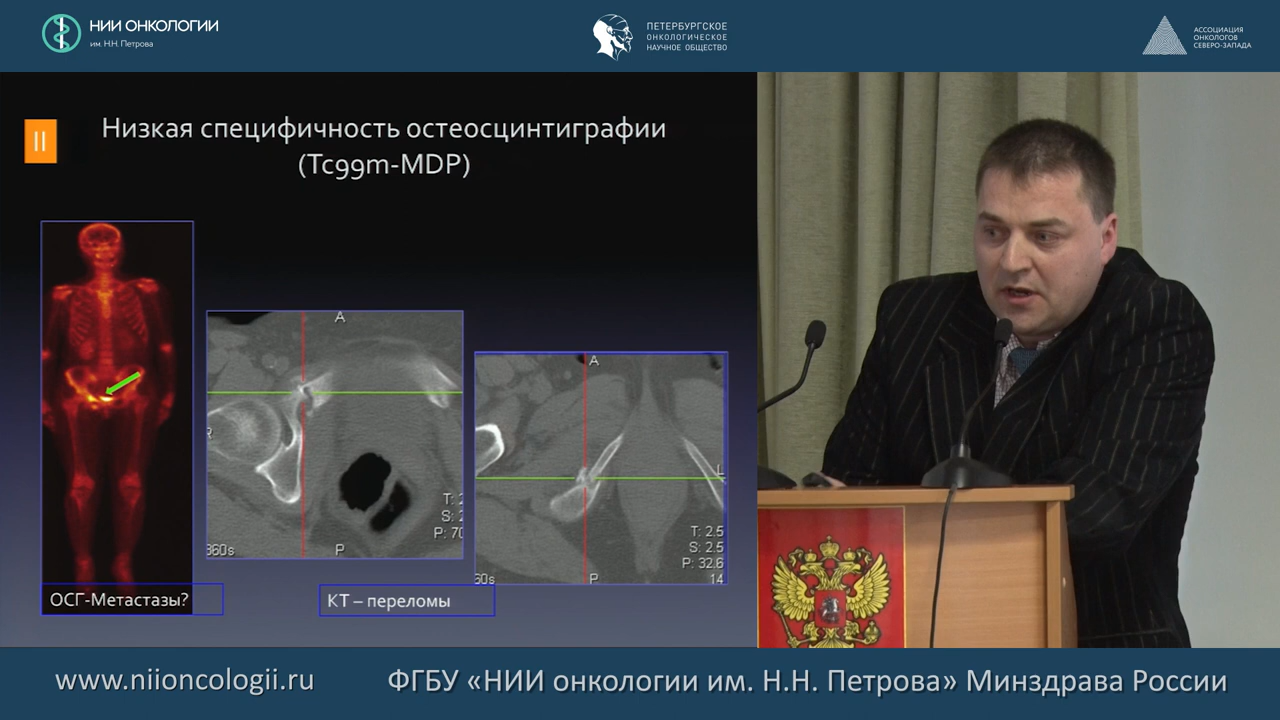 НИИ ОНКОЛОГИИ
им. Н.Н. Петрова
ПЕТЕРБУРГСКОЕ
ОНКОЛОГИЧЕСКОЕ
НАУЧНОЕ ОБЩЕСТВО
АССОЦИАЦИЯ
ОНКОЛОГОВ
СЕВЕРО-ЗАПАДА
II
Низкая специфичность остеосцинтиграфии
(Tc99m-MDP)
A
R
T: 2
S: 2
P: 70
360s
P
A
L
T: 2.5
S: 2.5
P: 32.6
14
60s
P
ОСГ-Метастазы?
КТ – переломы
www.niioncologii.ru
ФГБУ «НИИ онкологии им. Н.Н. Петрова» Минздрава России